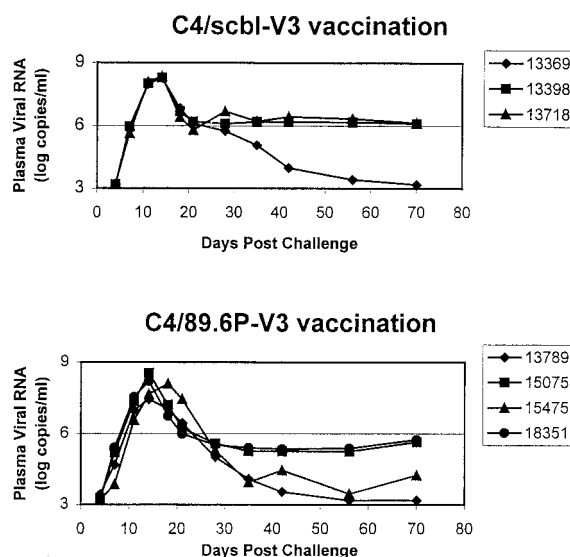 C4/scbl-V3 vaccination
Plasma Viral RNA
(log copies/ml)
9
6
3
0 10 20 30 40 50 60 70 80
Days Post Challenge
13369
13398
13718
C4/89.6P-V3 vaccination
Plasma Viral RNA
(log copies/ml)
9
6
3
0 10 20 30 40 50 60 70 80
Days Post Challenge
13789
15075
15475
18351